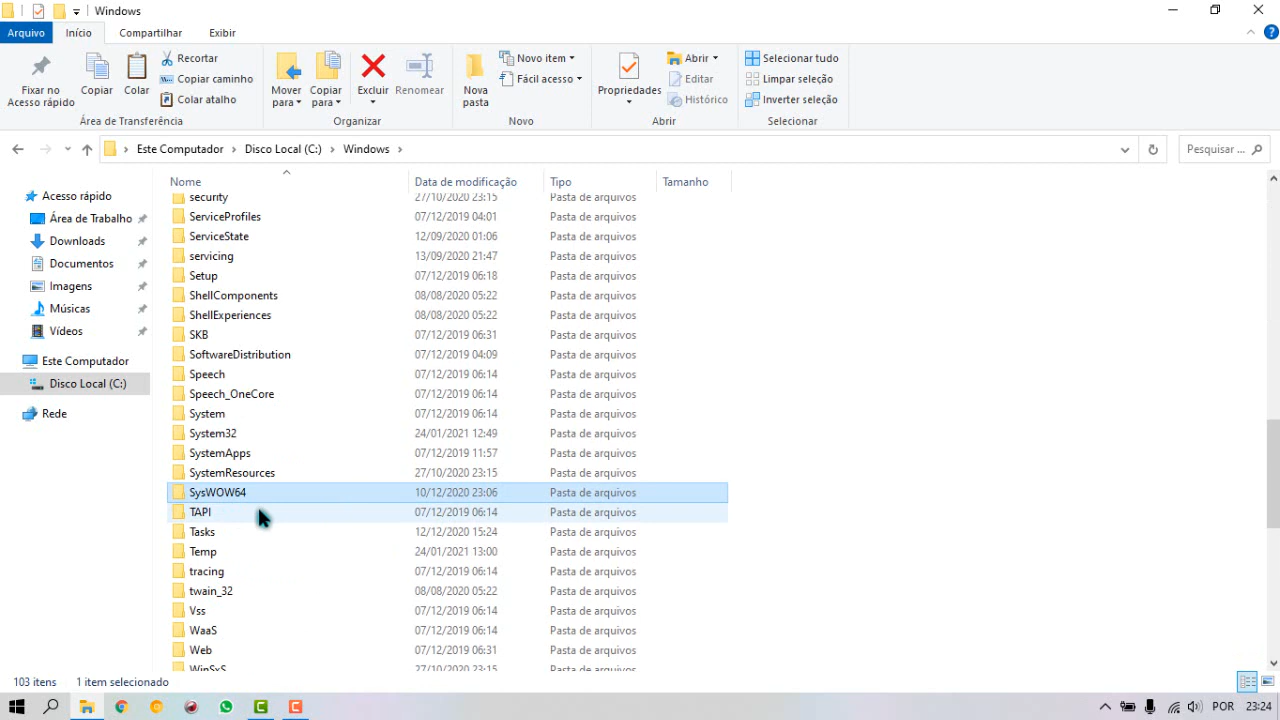 Windows
Arquivo Início Compartilhar Exibir
Fixar no Acesso rápido
Copiar
Colar
Recortar
Copiar caminho
Colar atalho
Área de Transferência
Mover para
Copiar para
Excluir
Renomear
Organizar
Nova pasta
Novo item
Fácil acesso
Novo
Propriedades
Abrir
Editar
Histórico
Abrir
Selecionar tudo
Limpar seleção
Inverter seleção
Selecionar
Este Computador > Disco Local (C:) > Windows >
Pesquisar ...
Acesso rápido
Área de Trabalho
Downloads
Documentos
Imagens
Músicas
Vídeos
Este Computador
Disco Local (C:)
Rede
Nome Data de modificação Tipo Tamanho
security 27/10/2020 23:15 Pasta de arquivos
ServiceProfiles 07/12/2019 04:01 Pasta de arquivos
ServiceState 12/09/2020 01:06 Pasta de arquivos
servicing 13/09/2020 21:47 Pasta de arquivos
Setup 07/12/2019 06:18 Pasta de arquivos
ShellComponents 08/08/2020 05:22 Pasta de arquivos
ShellExperiences 08/08/2020 05:22 Pasta de arquivos
SKB 07/12/2019 06:31 Pasta de arquivos
SoftwareDistribution 07/12/2019 04:09 Pasta de arquivos
Speech 07/12/2019 06:14 Pasta de arquivos
Speech_OneCore 07/12/2019 06:14 Pasta de arquivos
System 07/12/2019 06:14 Pasta de arquivos
System32 24/01/2021 12:49 Pasta de arquivos
SystemApps 07/12/2019 11:57 Pasta de arquivos
SystemResources 27/10/2020 23:15 Pasta de arquivos
SysWOW64 10/12/2020 23:06 Pasta de arquivos
TAPI 07/12/2019 06:14 Pasta de arquivos
Tasks 12/12/2020 15:24 Pasta de arquivos
Temp 24/01/2021 13:00 Pasta de arquivos
tracing 07/12/2019 06:14 Pasta de arquivos
twain_32 08/08/2020 05:22 Pasta de arquivos
Vss 07/12/2019 06:14 Pasta de arquivos
WaaS 07/12/2019 06:14 Pasta de arquivos
Web 07/12/2019 06:14 Pasta de arquivos
WinSxS 27/10/2020 23:15 Pasta de arquivos
103 itens 1 item selecionado
POR 23:24